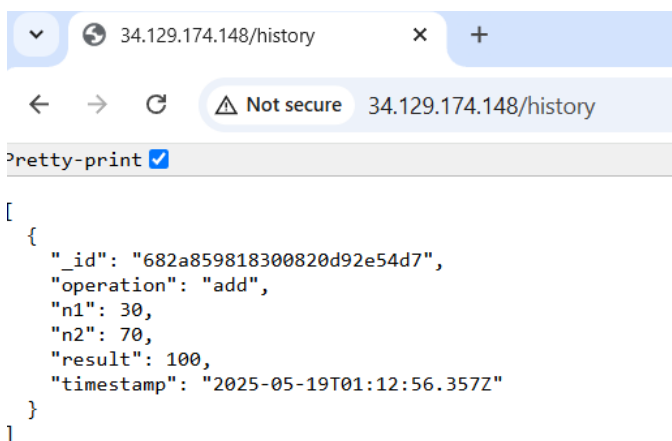 34.129.174.148/history
Not secure 34.129.174.148/history
Pretty-print
[
{
"_id": "682a859818300820d92e54d7",
"operation": "add",
"n1": 30,
"n2": 70,
"result": 100,
"timestamp": "2025-05-19T01:12:56.357Z"
}
]